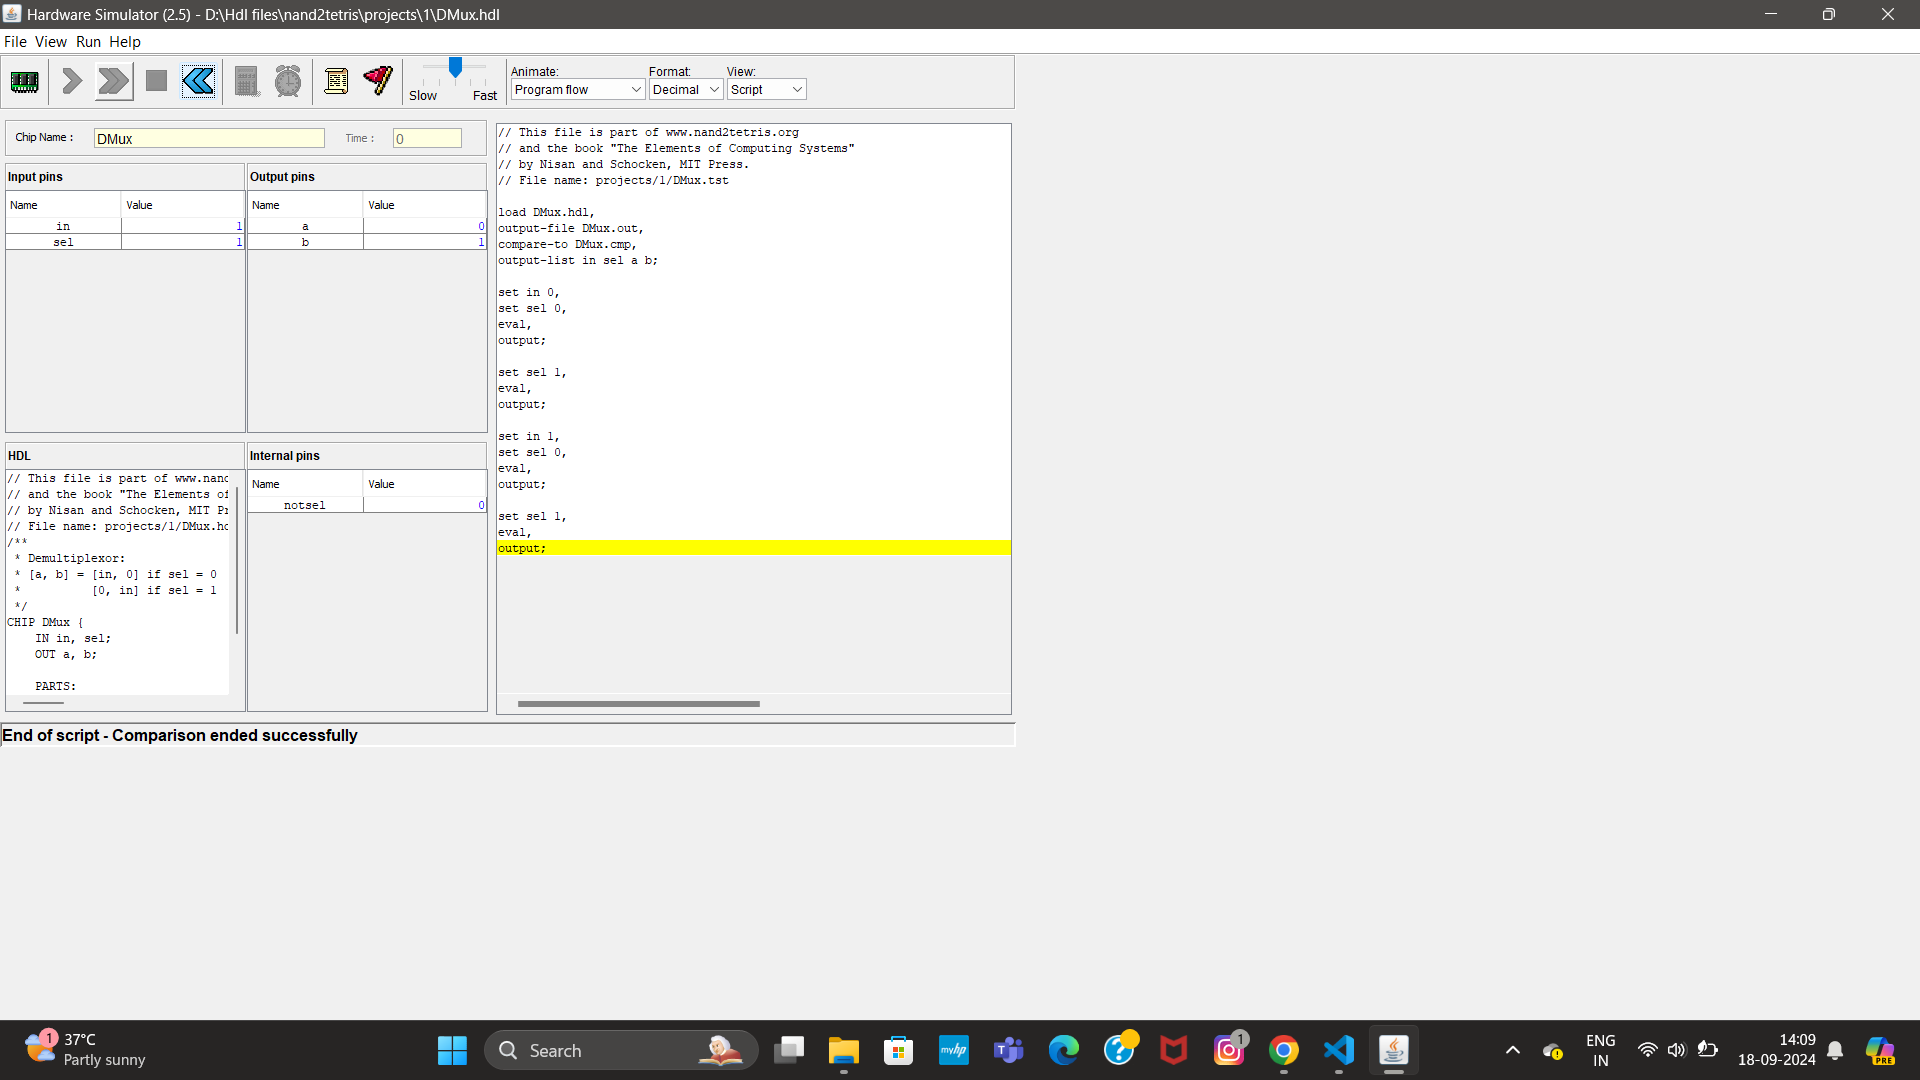 Hardware Simulator (2.5) - D:\Hdl files\nand2tetris\projects\1\DMux.hdl
File View Run Help
Slow Fast
Animate:
Program flow
Format:
Decimal
View:
Script
Chip Name :
DMux
Time :
0
Input pins
Name Value
in 1
sel 1
Output pins
Name Value
a 0
b 1
HDL
// This file is part of www.nand
// and the book "The Elements of
// by Nisan and Schocken, MIT Pr
// File name: projects/1/DMux.hd
/**
* Demultiplexor:
* [a, b] = [in, 0] if sel = 0
* [0, in] if sel = 1
*/
CHIP DMux {
IN in, sel;
OUT a, b;
PARTS:
Internal pins
Name Value
notsel 0
// This file is part of www.nand2tetris.org
// and the book "The Elements of Computing Systems"
// by Nisan and Schocken, MIT Press.
// File name: projects/1/DMux.tst
load DMux.hdl,
output-file DMux.out,
compare-to DMux.cmp,
output-list in sel a b;
set in 0,
set sel 0,
eval,
output;
set sel 1,
eval,
output;
set in 1,
set sel 0,
eval,
output;
set sel 1,
eval,
output;
End of script - Comparison ended successfully
1
37°C
Partly sunny
Search
myhp
T
?
1
ENG
IN
14:09
18-09-2024
PRE